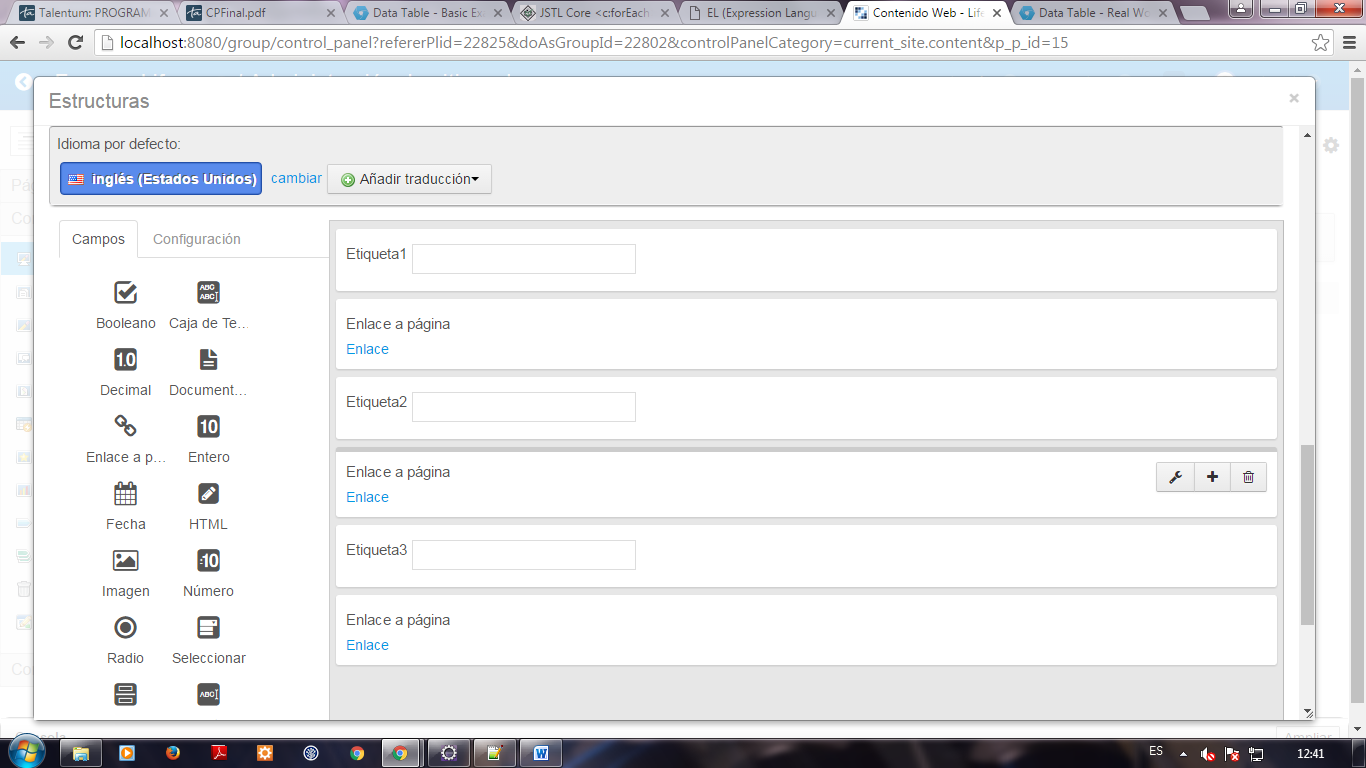 Talentum: PROGRAM
CPFinal.pdf
Data Table - Basic Ex
JSTL Core <c:forEach
EL (Expression Langu
Contenido Web - Life
Data Table - Real Wo
localhost:8080/group/control_panel?refererPlid=22825&doAsGroupId=22802&controlPanelCategory=current_site.content&p_p_id=15
Estructuras
×
Idioma por defecto:
inglés (Estados Unidos)
cambiar
Añadir traducción
Campos
Configuración
Booleano
Caja de Te...
Decimal
Document...
Enlace a p...
Entero
Fecha
HTML
Imagen
Número
Radio
Seleccionar
Etiqueta1
Enlace a página
Enlace
Etiqueta2
Enlace a página
Enlace
Etiqueta3
Enlace a página
Enlace
ES
12:41